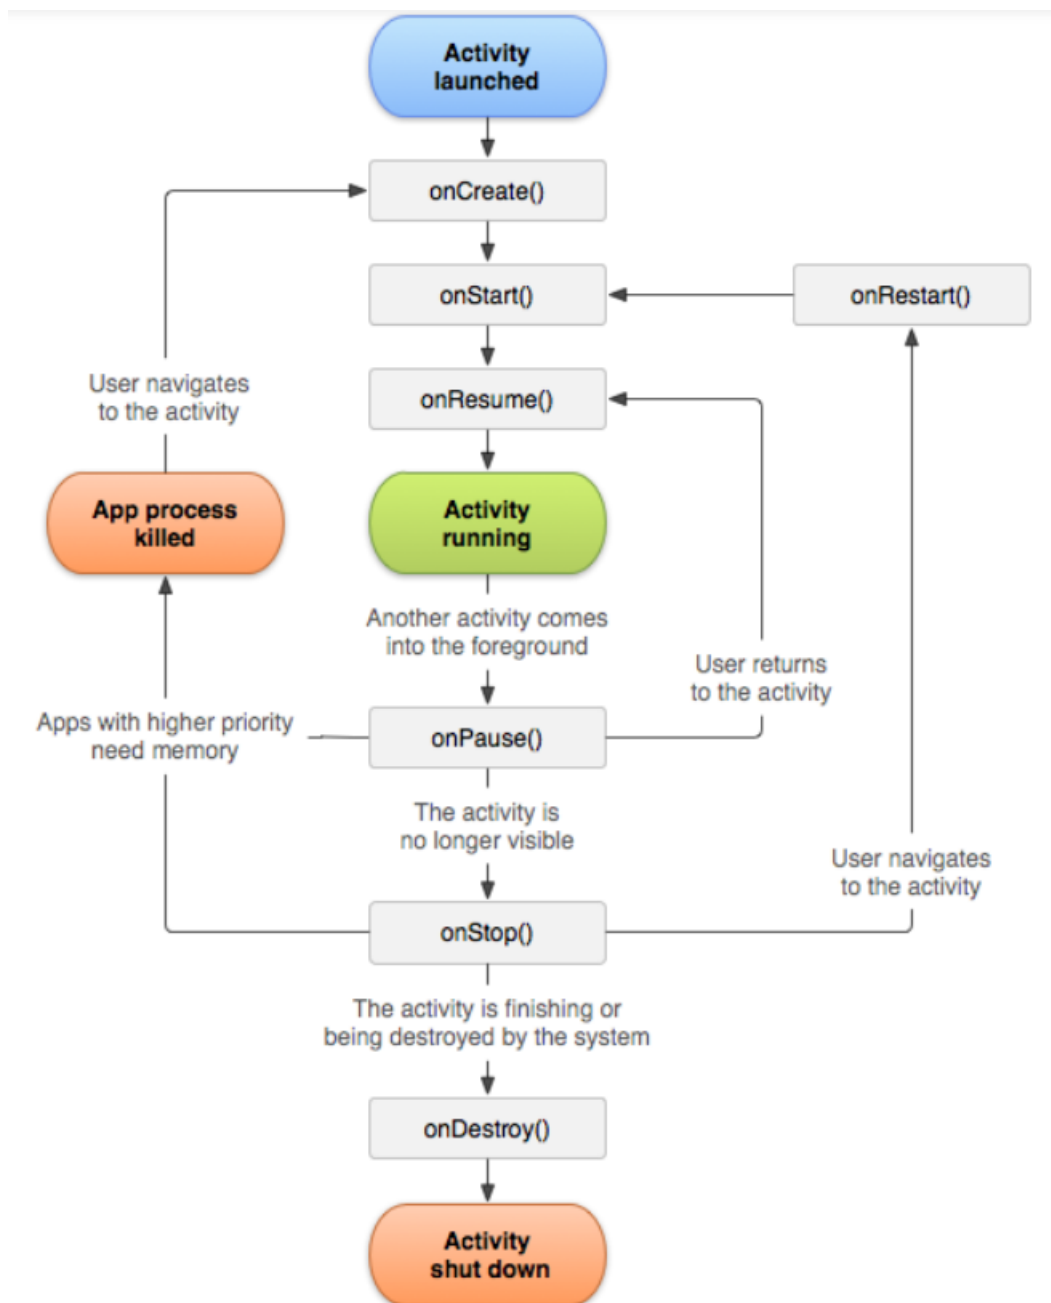 Activity
launched
onCreate()
onStart()
onRestart()
User navigates
to the activity
onResume()
App process
killed
Activity
running
Another activity comes
into the foreground
User returns
to the activity
Apps with higher priority
need memory
onPause()
The activity is
no longer visible
User navigates
to the activity
onStop()
The activity is finishing or
being destroyed by the system
onDestroy()
Activity
shut down